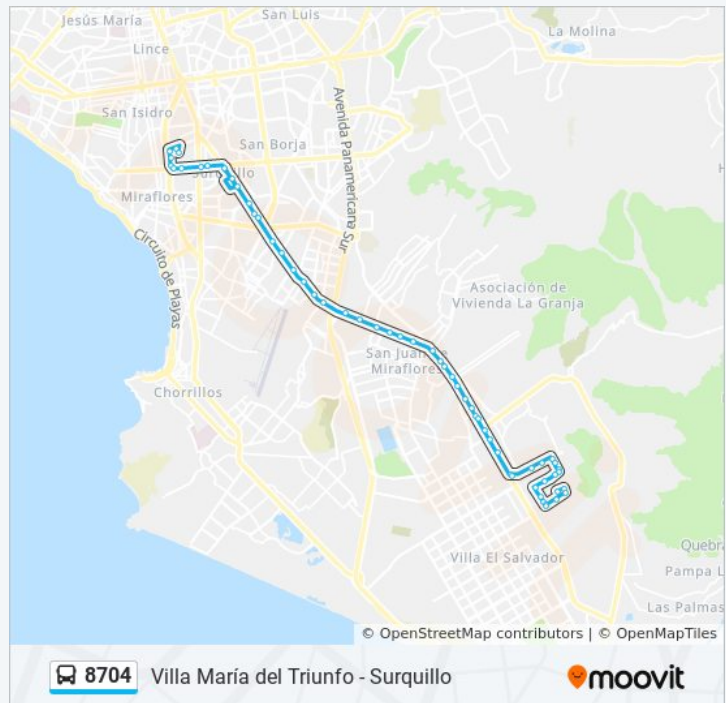 San Luis
Jesús María
La Molina
Lince
Avenida Panamericana Sur
San Isidro
San Borja
Surquillo
Miraflores
Circuito de Playas
Asociación de
Vivienda La Granja
San Juan de
Miraflores
Chorrillos
Villa El Salvador
Quebra
Pampa L
Las Palmas
© OpenStreetMap contributors | © OpenMapTiles
8704 Villa María del Triunfo - Surquillo
moovit